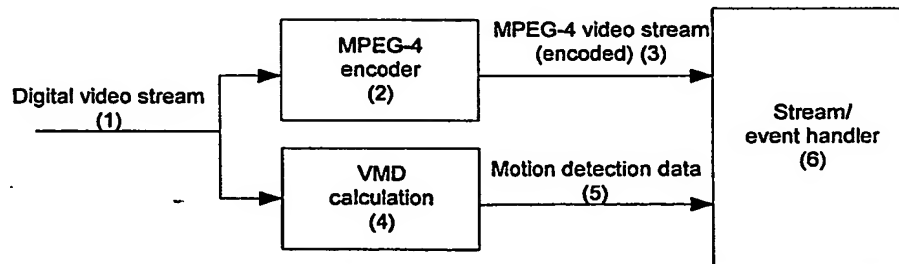 Digital video stream
(1)
MPEG-4
encoder
(2)
MPEG-4 video stream
(encoded) (3)
VMD
calculation
(4)
Motion detection data
(5)
Stream/
event handler
(6)